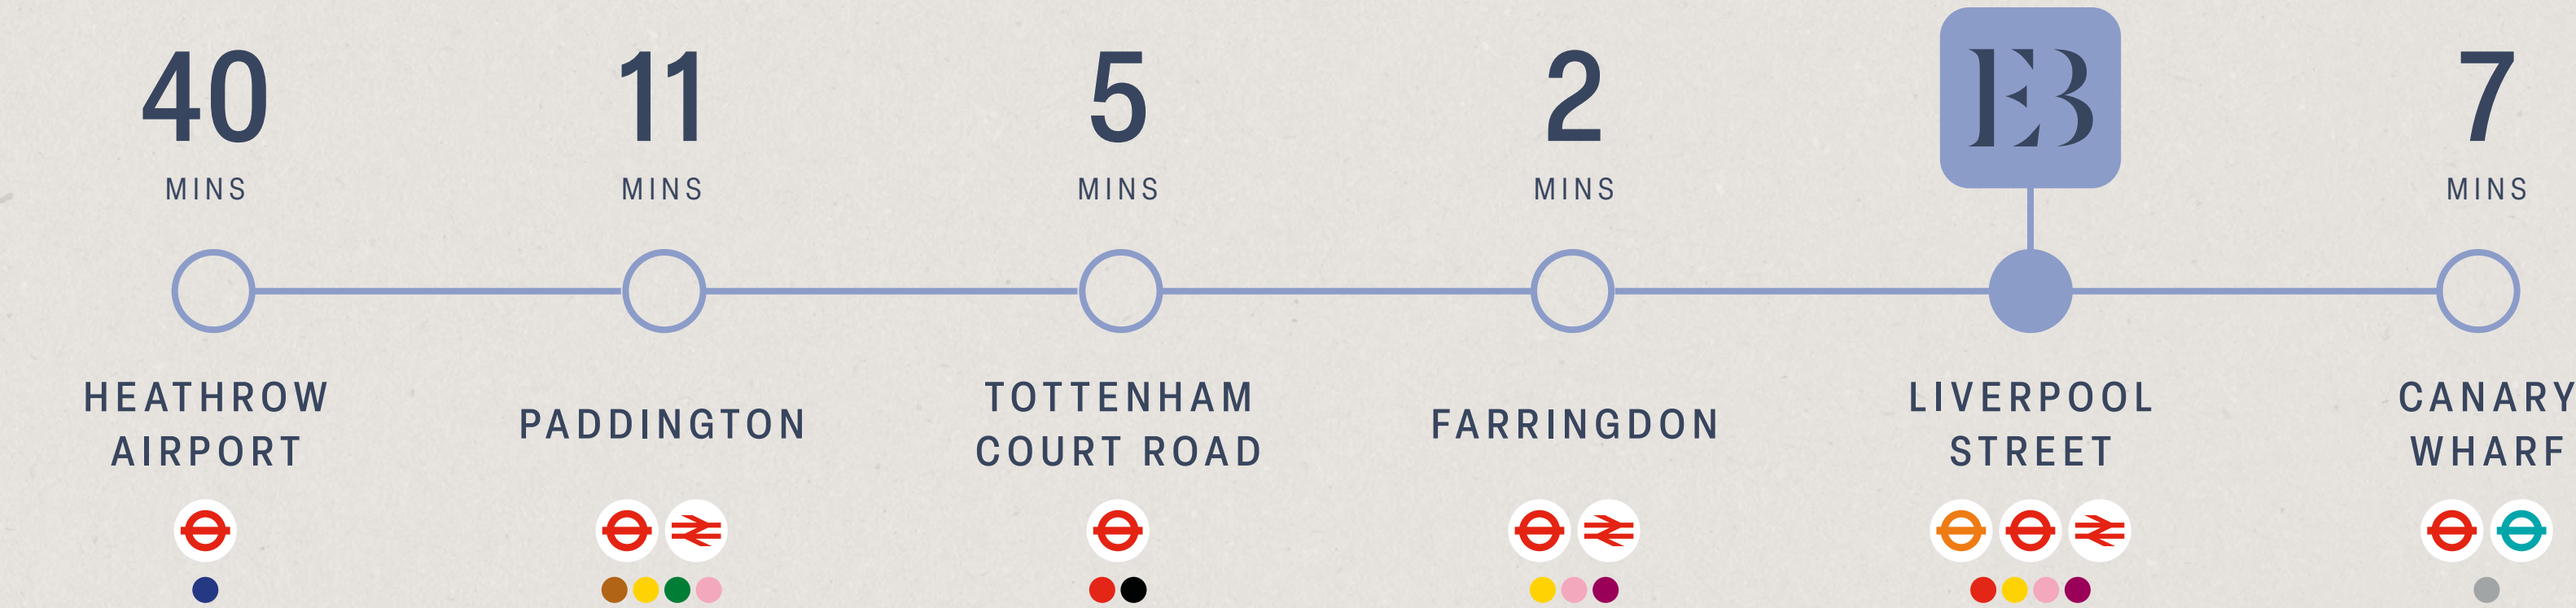 40
MINS
HEATHROW
AIRPORT
11
MINS
PADDINGTON
5
MINS
TOTTENHAM
COURT ROAD
2
MINS
FARRINGDON
EB
LIVERPOOL
STREET
7
MINS
CANARY
WHARF